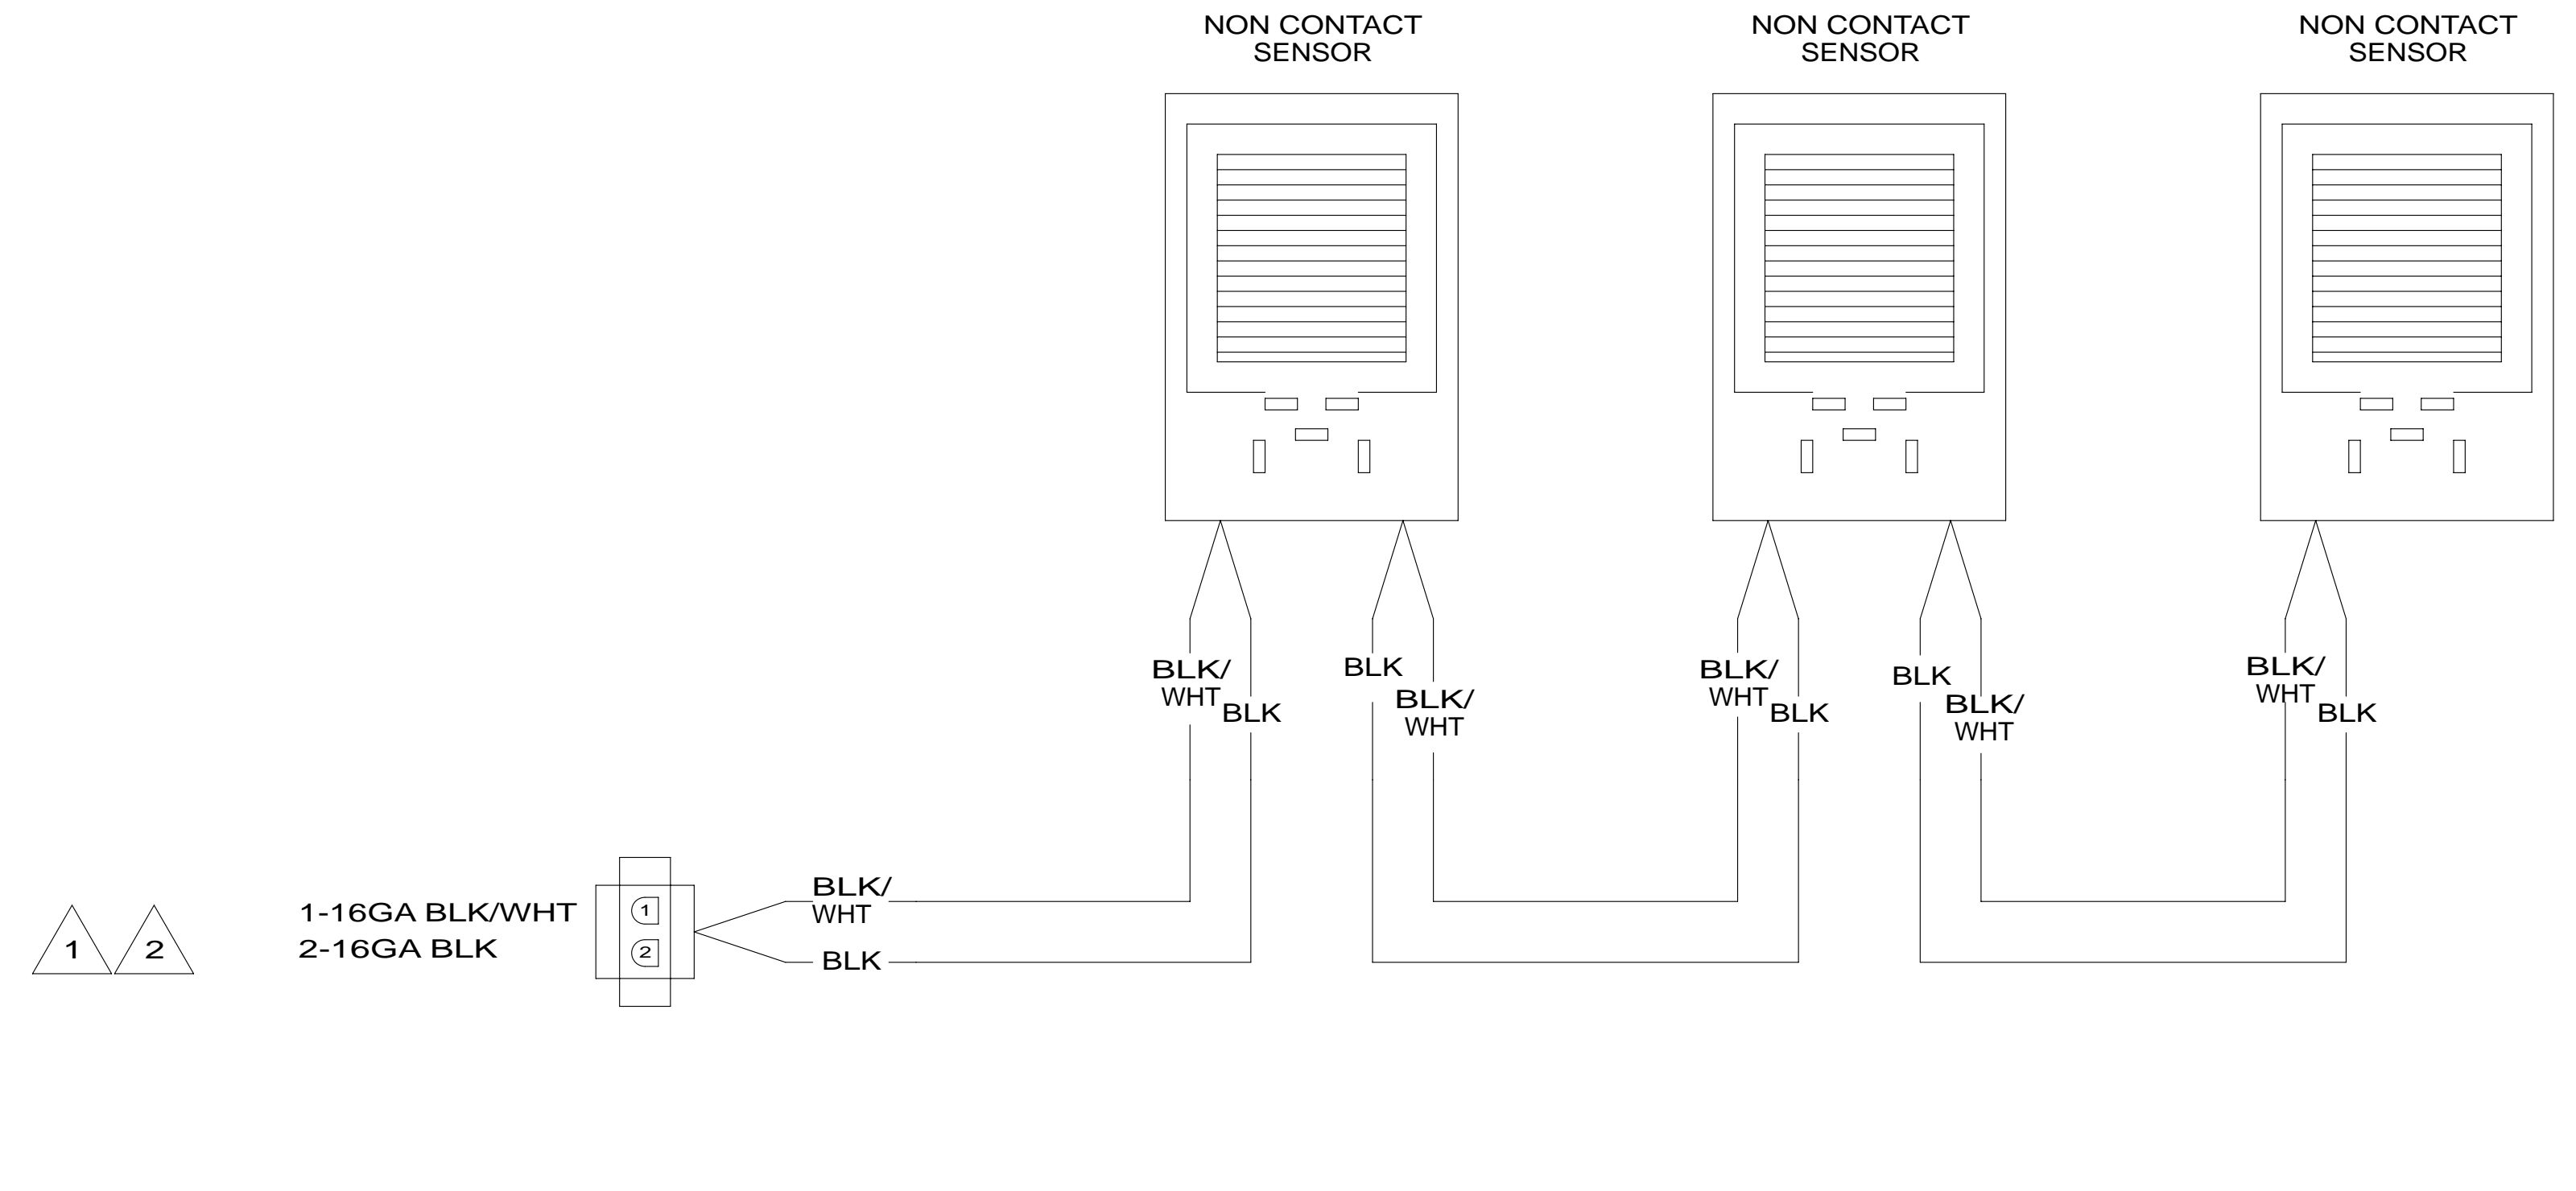 NON CONTACT
SENSOR
NON CONTACT
SENSOR
NON CONTACT
SENSOR
BLK/
WHT
BLK
BLK
BLK/
WHT
BLK/
WHT
BLK
BLK
BLK/
WHT
BLK/
WHT
BLK
1
2
1-16GA BLK/WHT
2-16GA BLK
1
2
BLK/
WHT
BLK